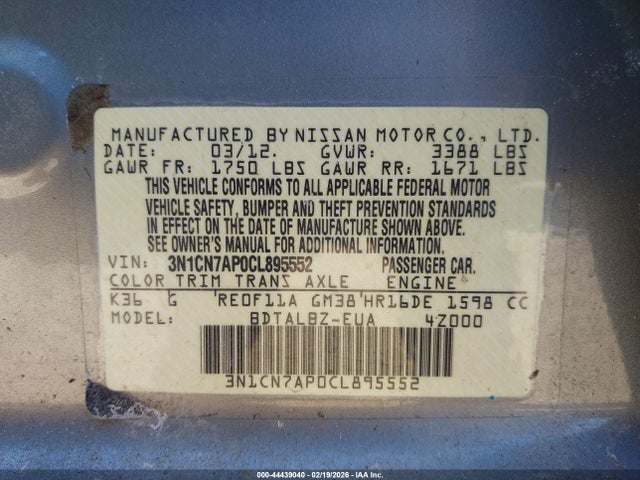 MANUFACTURED BY NISSAN MOTOR CO., LTD.
DATE: 03/12. GVWR: 3388 LBS
GAWR FR: 1750 LBS GAWR RR: 1671 LBS
THIS VEHICLE CONFORMS TO ALL APPLICABLE FEDERAL MOTOR
VEHICLE SAFETY, BUMPER AND THEFT PREVENTION STANDARDS
IN EFFECT ON THE DATE OF MANUFACTURE SHOWN ABOVE.
SEE OWNER'S MANUAL FOR ADDITIONAL INFORMATION.
VIN: 3N1CN7AP0CL895552 PASSENGER CAR.
COLOR TRIM TRANS AXLE ENGINE
K36 G 'RE0F11A GM38'HR16DE 1598 CC
MODEL: BDTALBZ-EUA 4Z000
3N1CN7AP0CL895552
000-44439040 - 02/19/2026 - IAAI.COM